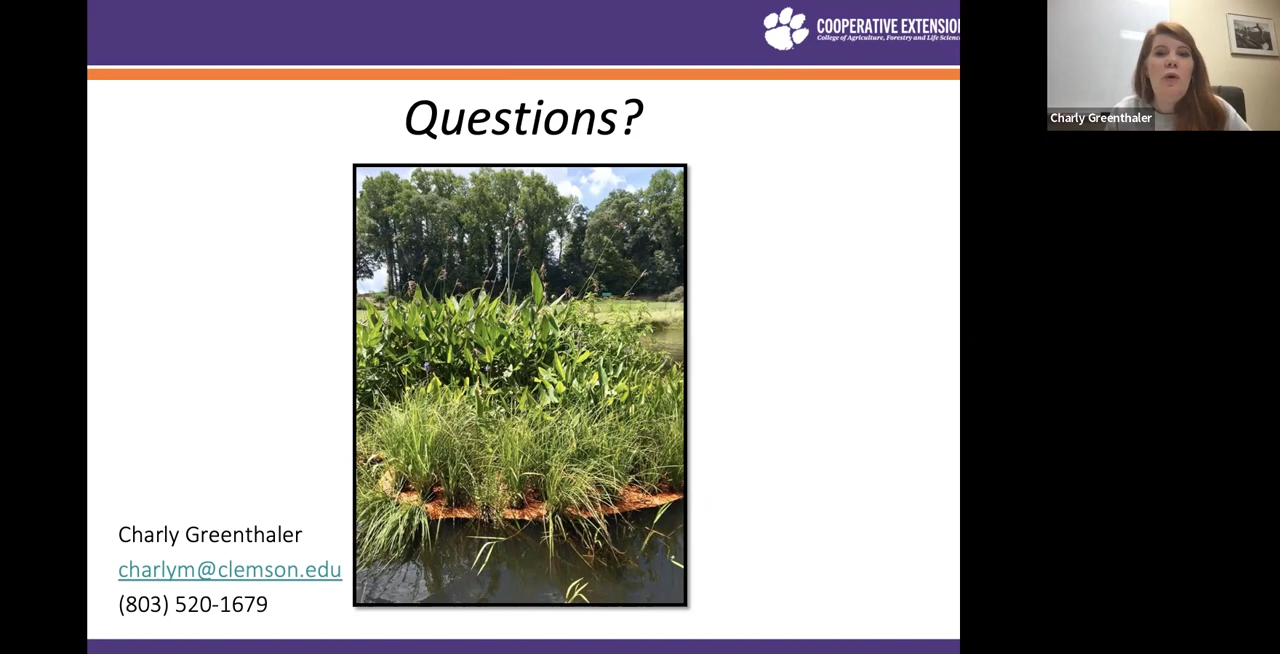 COOPERATIVE EXTENSION
College of Agriculture, Forestry and Life Science
Charly Greenthaler
Questions?
Charly Greenthaler
charlym@clemson.edu
(803) 520-1679